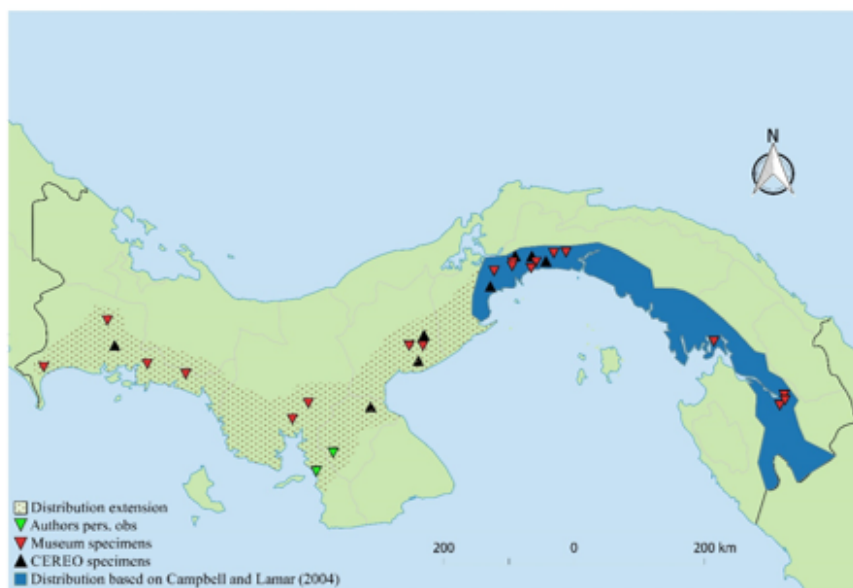 N
Distribution extension
Authors pers. obs
Museum specimens
CEREO specimens
Distribution based on Campbell and Lamar (2004)
200 0 200 km